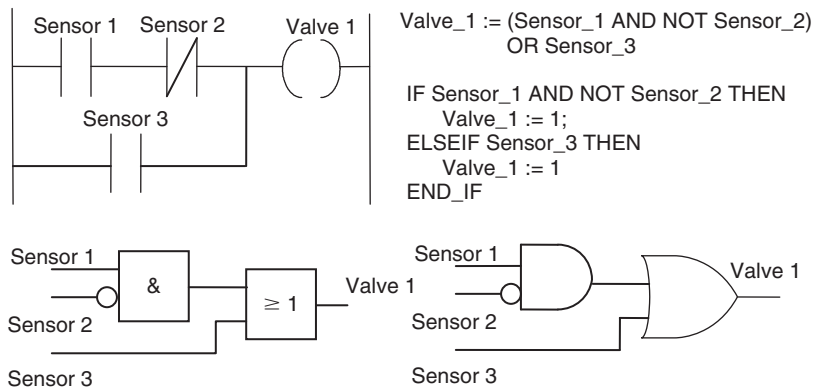 Sensor 1 Sensor 2 Valve 1
Sensor 3
Valve_1 := (Sensor_1 AND NOT Sensor_2)
OR Sensor_3
IF Sensor_1 AND NOT Sensor_2 THEN
Valve_1 := 1;
ELSEIF Sensor_3 THEN
Valve_1 := 1
END_IF
Sensor 1
&
≥ 1
Valve 1
Sensor 2
Sensor 3
Sensor 1
Valve 1
Sensor 2
Sensor 3